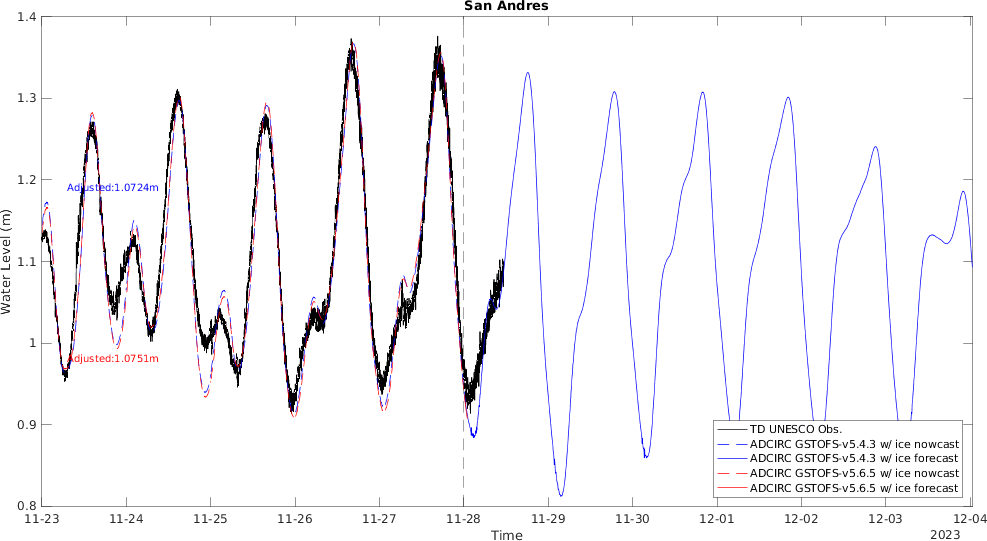 San Andres
1.4
1.3
1.2
1.1
1
0.9
0.8
Water Level (m)
Adjusted:1.0724m
Adjusted:1.0751m
TD UNESCO Obs.
ADCIRC GSTOFS-v5.4.3 w/ ice nowcast
ADCIRC GSTOFS-v5.4.3 w/ ice forecast
ADCIRC GSTOFS-v5.6.5 w/ ice nowcast
ADCIRC GSTOFS-v5.6.5 w/ ice forecast
11-23 11-24 11-25 11-26 11-27 11-28 11-29 11-30 12-01 12-02 12-03 12-04
Time
2023